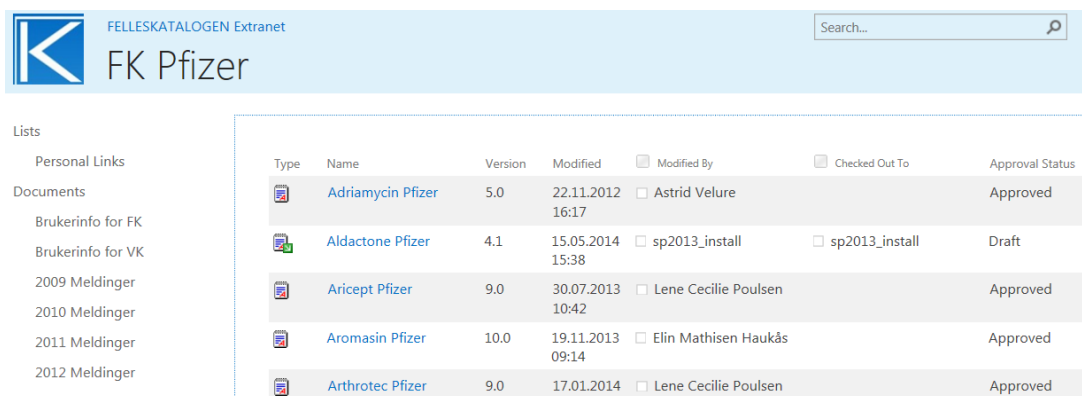 FELLESKATALOGEN Extranet
Search...
FK Pfizer
Lists
Personal Links
Documents
Brukerinfo for FK
Brukerinfo for VK
2009 Meldinger
2010 Meldinger
2011 Meldinger
2012 Meldinger
Type Name Version Modified Modified By Checked Out To Approval Status
Adriamycin Pfizer 5.0 22.11.2012 Astrid Velure Approved
16:17
Aldactone Pfizer 4.1 15.05.2014 sp2013_install sp2013_install Draft
15:38
Aricept Pfizer 9.0 30.07.2013 Lene Cecilie Poulsen Approved
10:42
Aromasin Pfizer 10.0 19.11.2013 Elin Mathisen Haukås Approved
09:14
Arthrotec Pfizer 9.0 17.01.2014 Lene Cecilie Poulsen Approved